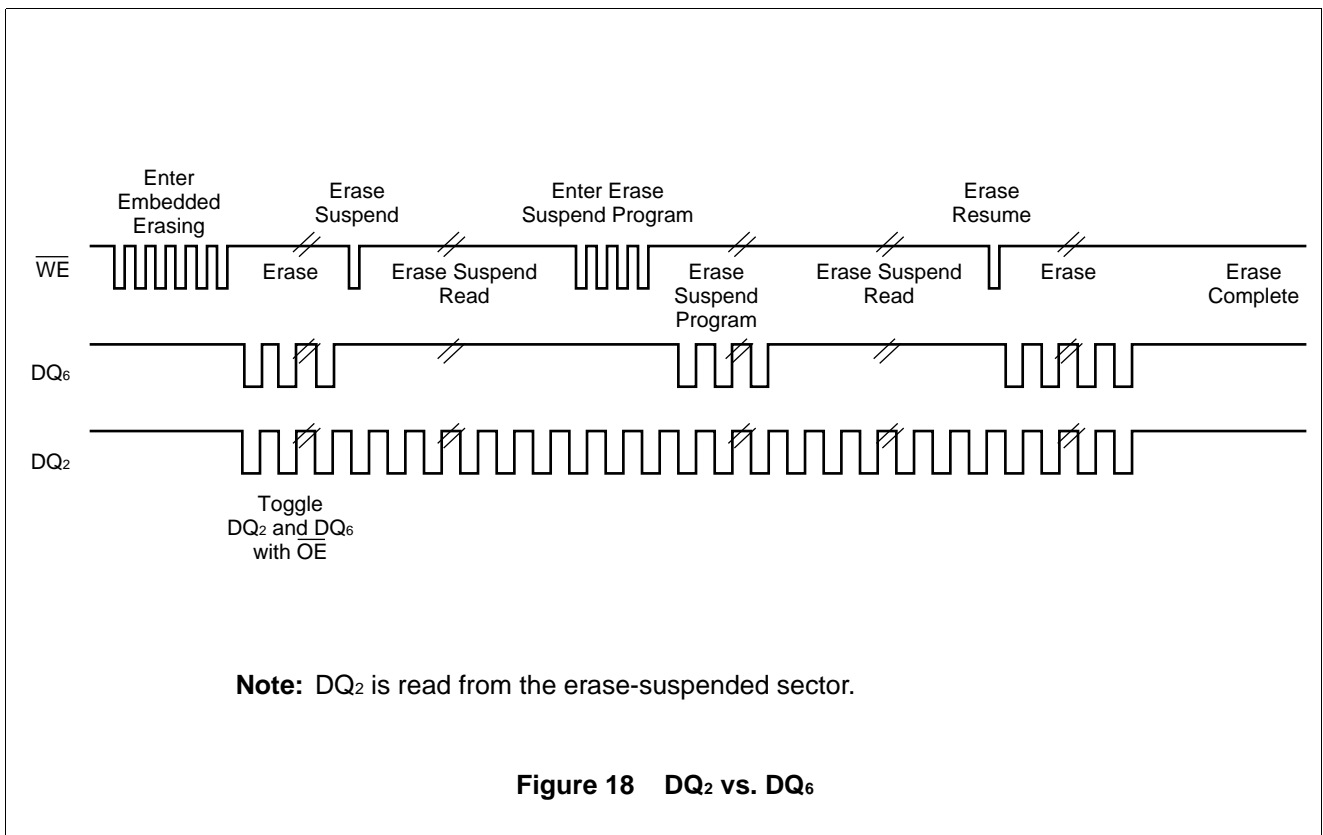 Enter
Embedded
Erasing
Erase
Suspend
Enter Erase
Suspend Program
Erase
Resume
WE
Erase
Erase Suspend
Read
Erase
Suspend
Program
Erase Suspend
Read
Erase
Erase
Complete
DQ6
DQ2
Toggle
DQ2 and DQ6
with OE
Note: DQ2 is read from the erase-suspended sector.
Figure 18 DQ2 vs. DQ6